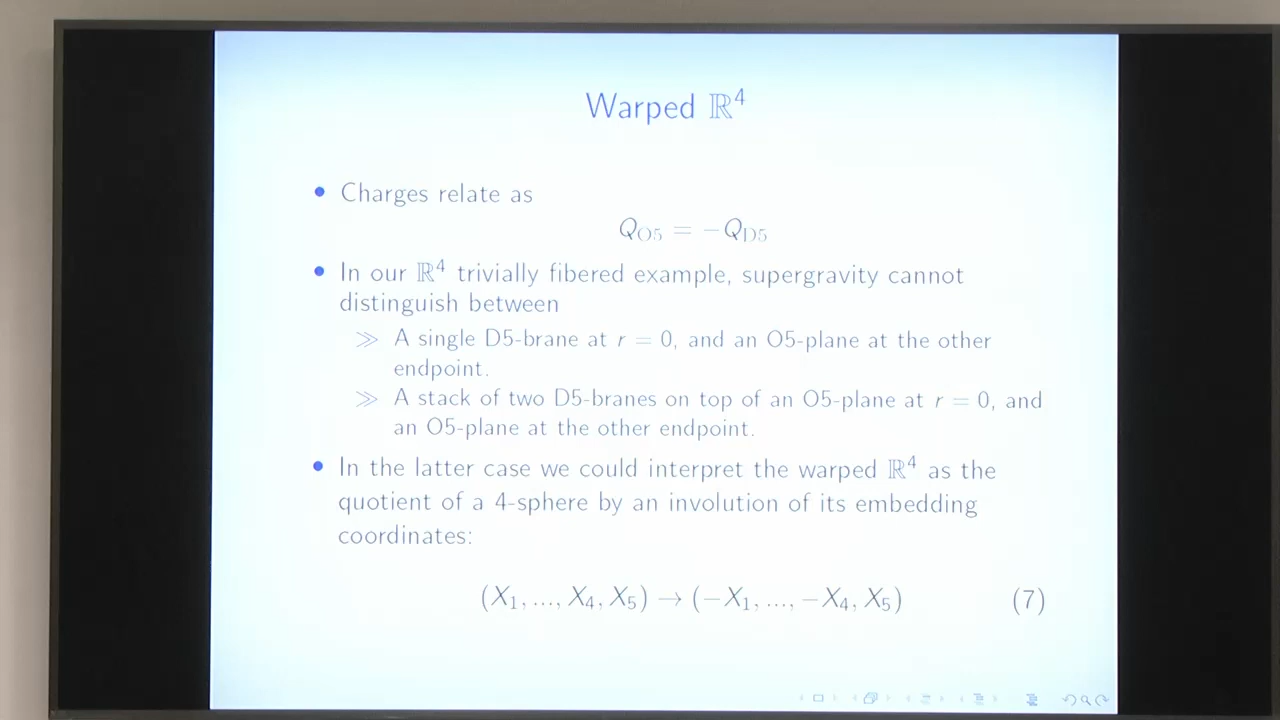 Warped ℝ⁴
• Charges relate as
Q_O5 = −Q_D5
• In our ℝ⁴ trivially fibered example, supergravity cannot
distinguish between
≫ A single D5-brane at r = 0, and an O5-plane at the other
endpoint.
≫ A stack of two D5-branes on top of an O5-plane at r = 0, and
an O5-plane at the other endpoint.
• In the latter case we could interpret the warped ℝ⁴ as the
quotient of a 4-sphere by an involution of its embedding
coordinates:
(X₁, ..., X₄, X₅) → (−X₁, ..., −X₄, X₅) (7)